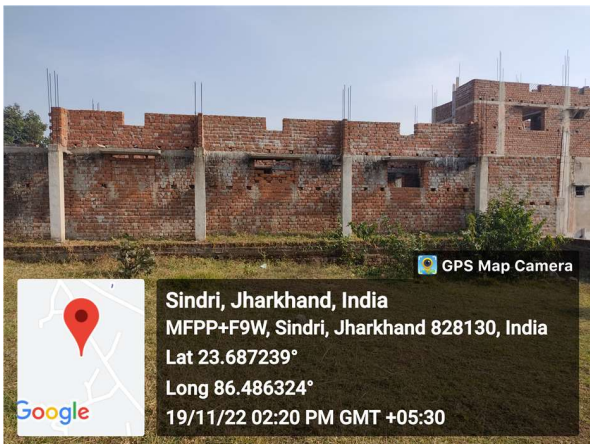 GPS Map Camera
Sindri, Jharkhand, India
MFPP+F9W, Sindri, Jharkhand 828130, India
Lat 23.687239°
Long 86.486324°
19/11/22 02:20 PM GMT +05:30
Google